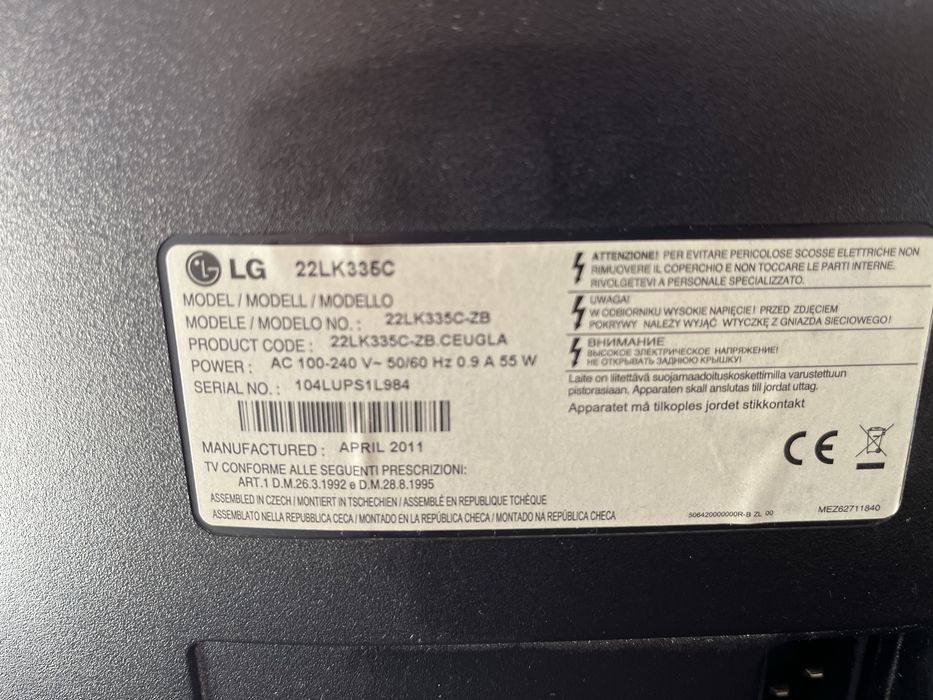 LG 22LK335C
MODEL / MODELL / MODELLO
MODELE / MODELO NO. : 22LK335C-ZB
PRODUCT CODE : 22LK335C-ZB.CEUGLA
POWER : AC 100-240 V~ 50/60 Hz 0.9 A 55 W
SERIAL NO. : 104LUPS1L984
MANUFACTURED : APRIL 2011
TV CONFORME ALLE SEGUENTI PRESCRIZIONI:
ART.1 D.M.26.3.1992 e D.M.28.8.1995
ASSEMBLED IN CZECH / MONTIERT IN TSCHECHIEN / ASSEMBLÉ EN REPUBLIQUE TCHÈQUE
ASSEMBLATO NELLA REPUBBLICA CECA / MONTADO EN LA REPÚBLICA CHECA / MONTADO NA REPÚBLICA CHECA
ATTENZIONE! PER EVITARE PERICOLOSE SCOSSE ELETTRICHE NON
RIMUOVERE IL COPERCHIO E NON TOCCARE LE PARTI INTERNE.
RIVOLGETEVI A PERSONALE SPECIALIZZATO.
UWAGA!
W ODBIORNIKU WYSOKIE NAPIĘCIE! PRZED ZDJĘCIEM
POKRYWY NALEŻY WYJĄĆ WTYCZKĘ Z GNIAZDA SIECIOWEGO!
ВНИМАНИЕ
ВЫСОКОЕ ЭЛЕКТРИЧЕСКОЕ НАПРЯЖЕНИЕ!
НЕ ОТКРЫВАТЬ ЗАДНЮЮ КРЫШКУ!
Laite on liitettävä suojamaadoituskoskettimilla varustettuun
pistorasiaan. Apparaten skall anslutas till jordat uttag.
Apparatet må tilkoples jordet stikkontakt
CE
506420000000R-B ZL 00
MEZ62711840